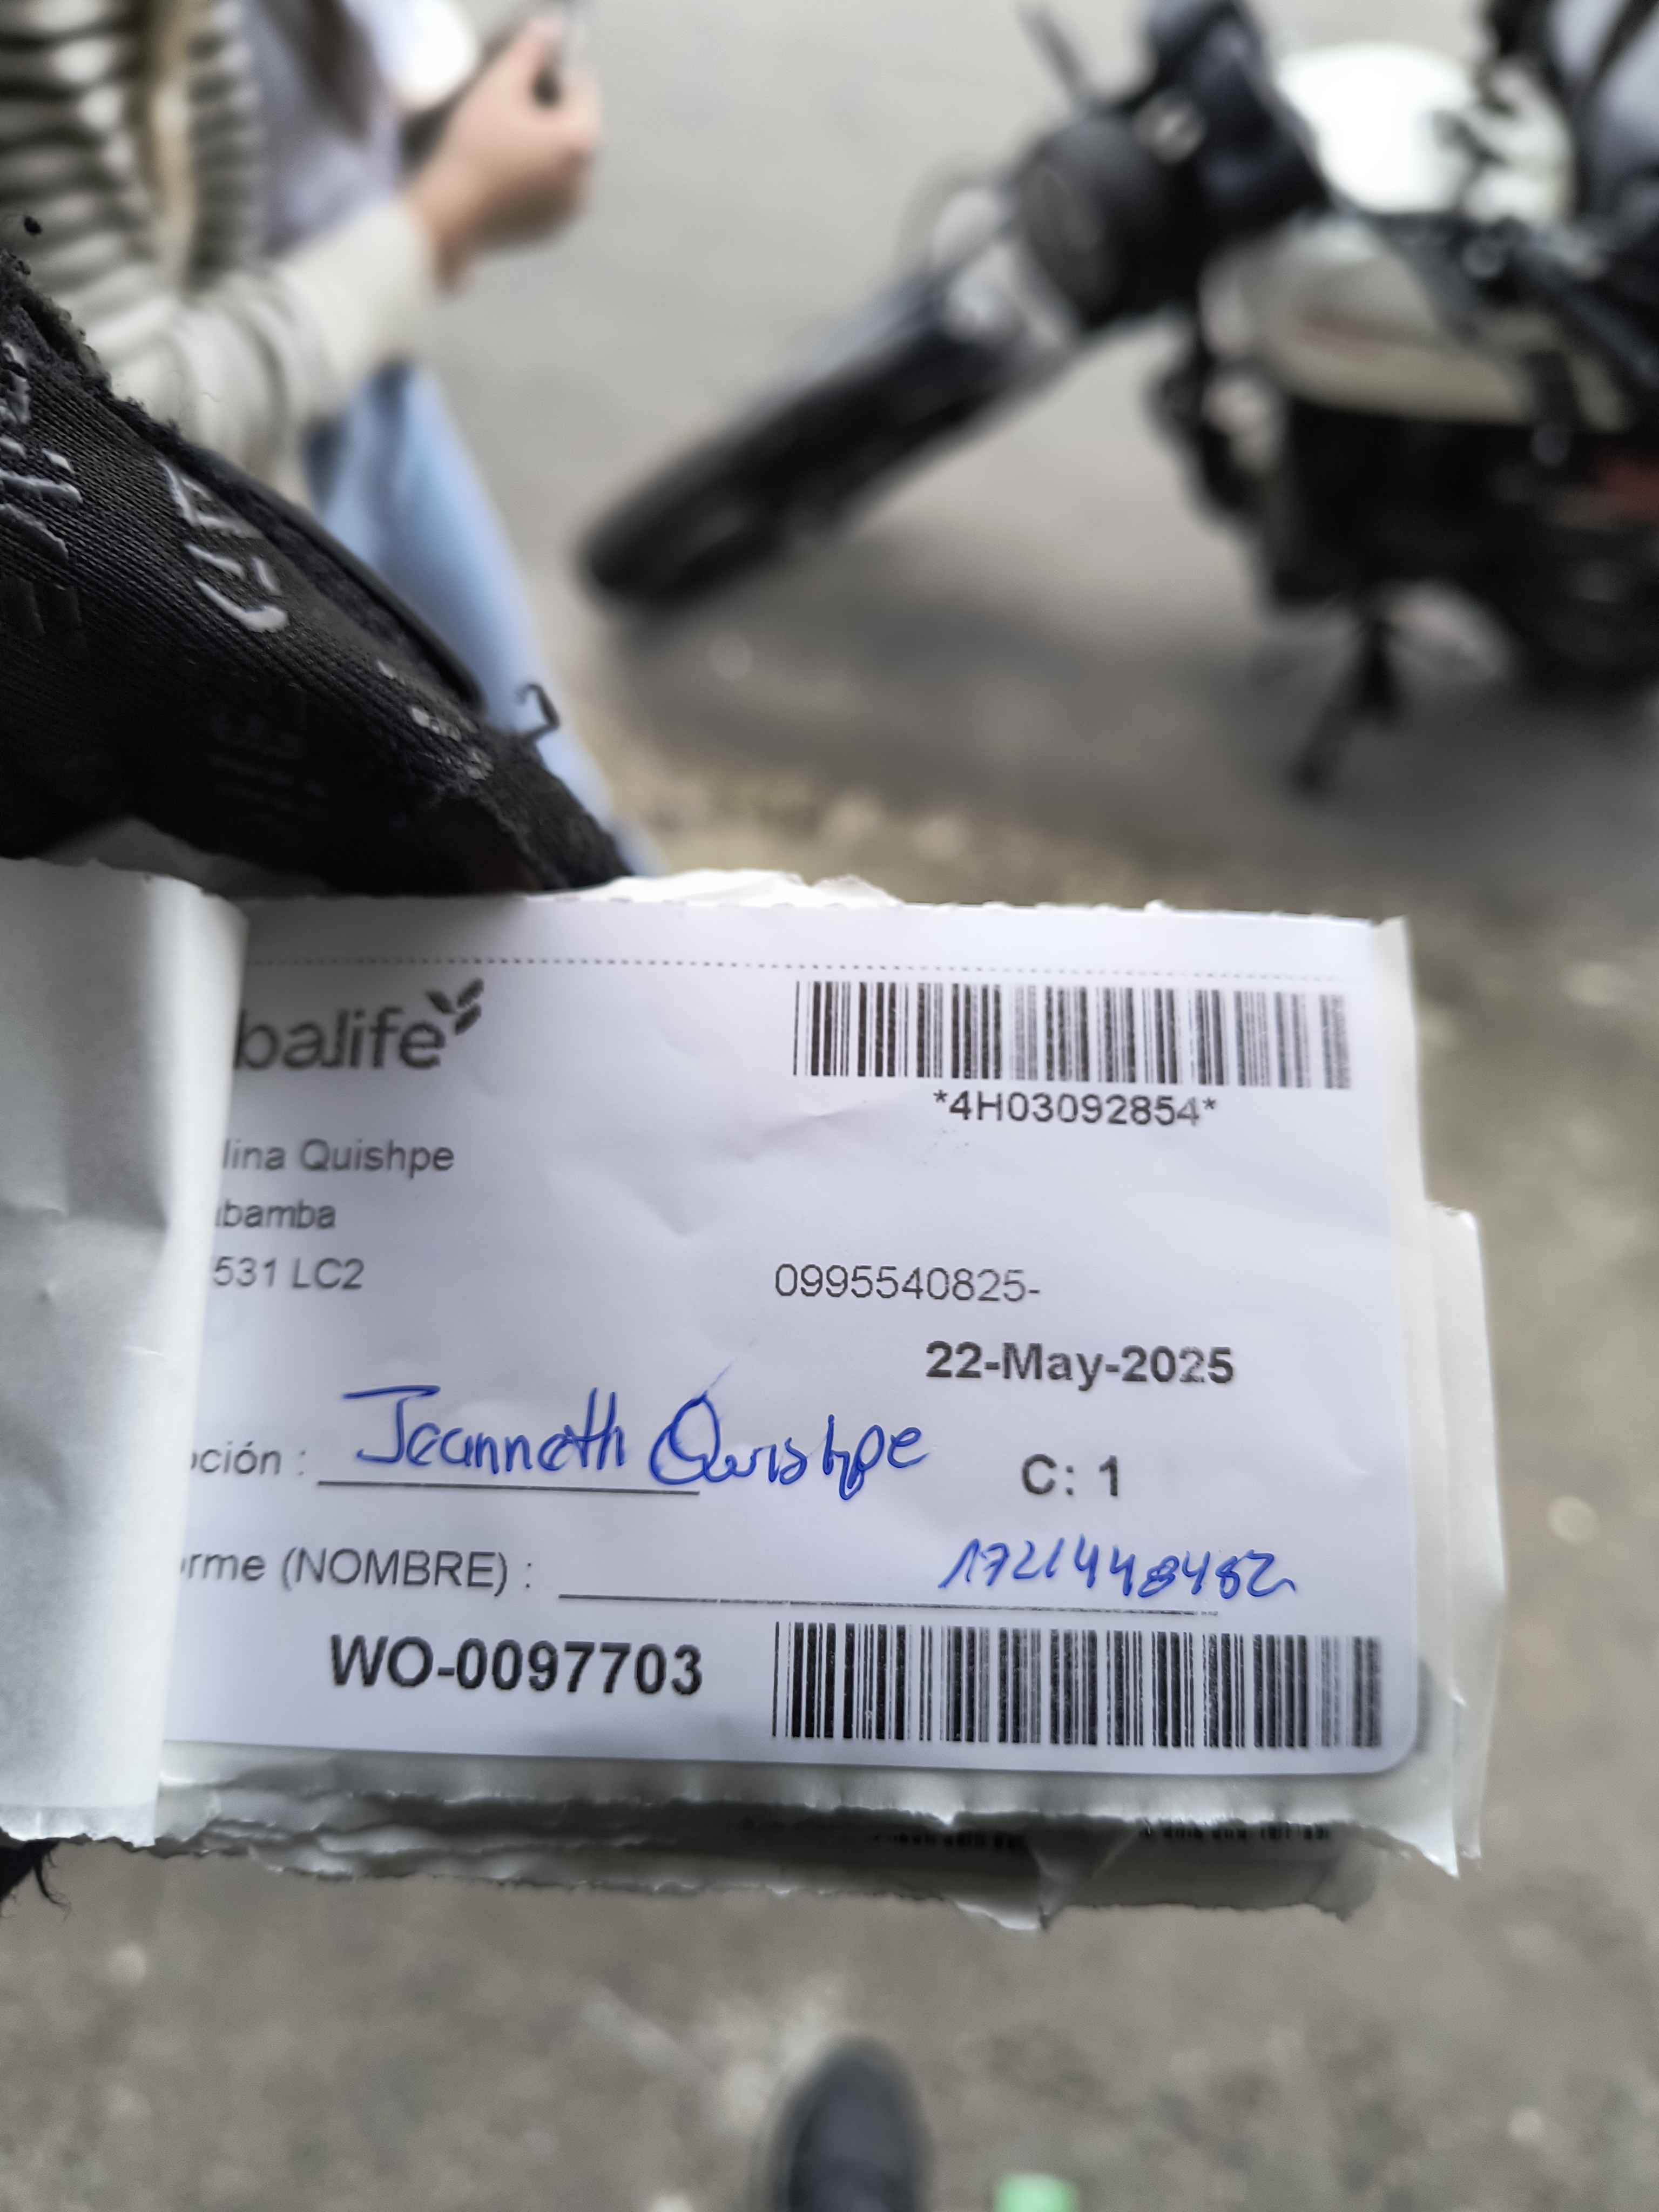 balife
*4H03092854*
lina Quishpe
bamba
531 LC2
0995540825-
22-May-2025
ción : Jeanneth Quishpe
C: 1
rme (NOMBRE) :
1721448482
WO-0097703